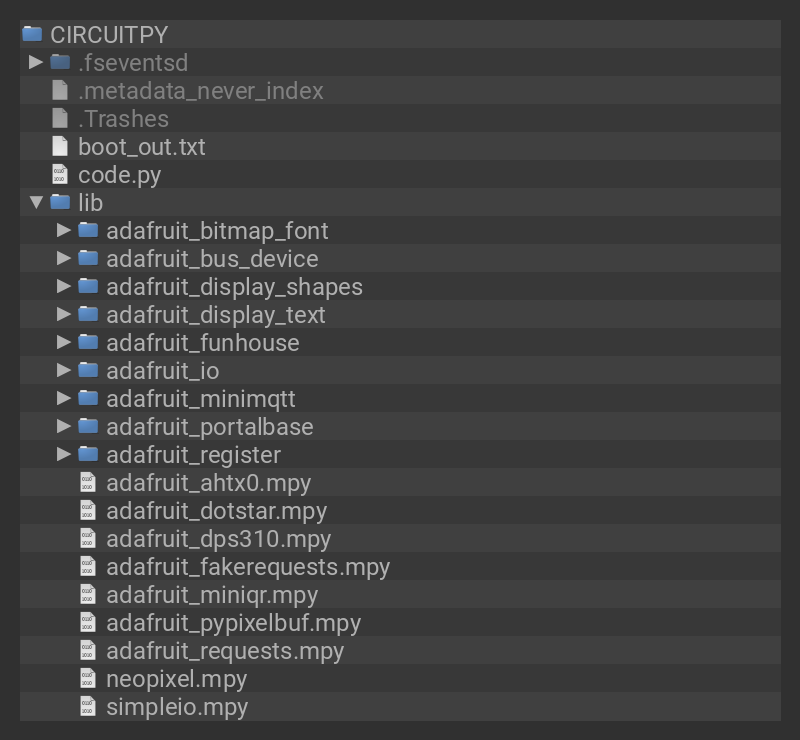 CIRCUITPY
.fseventsd
.metadata_never_index
.Trashes
boot_out.txt
code.py
lib
adafruit_bitmap_font
adafruit_bus_device
adafruit_display_shapes
adafruit_display_text
adafruit_funhouse
adafruit_io
adafruit_minimqtt
adafruit_portalbase
adafruit_register
adafruit_ahtx0.mpy
adafruit_dotstar.mpy
adafruit_dps310.mpy
adafruit_fakerequests.mpy
adafruit_miniqr.mpy
adafruit_pypixelbuf.mpy
adafruit_requests.mpy
neopixel.mpy
simpleio.mpy